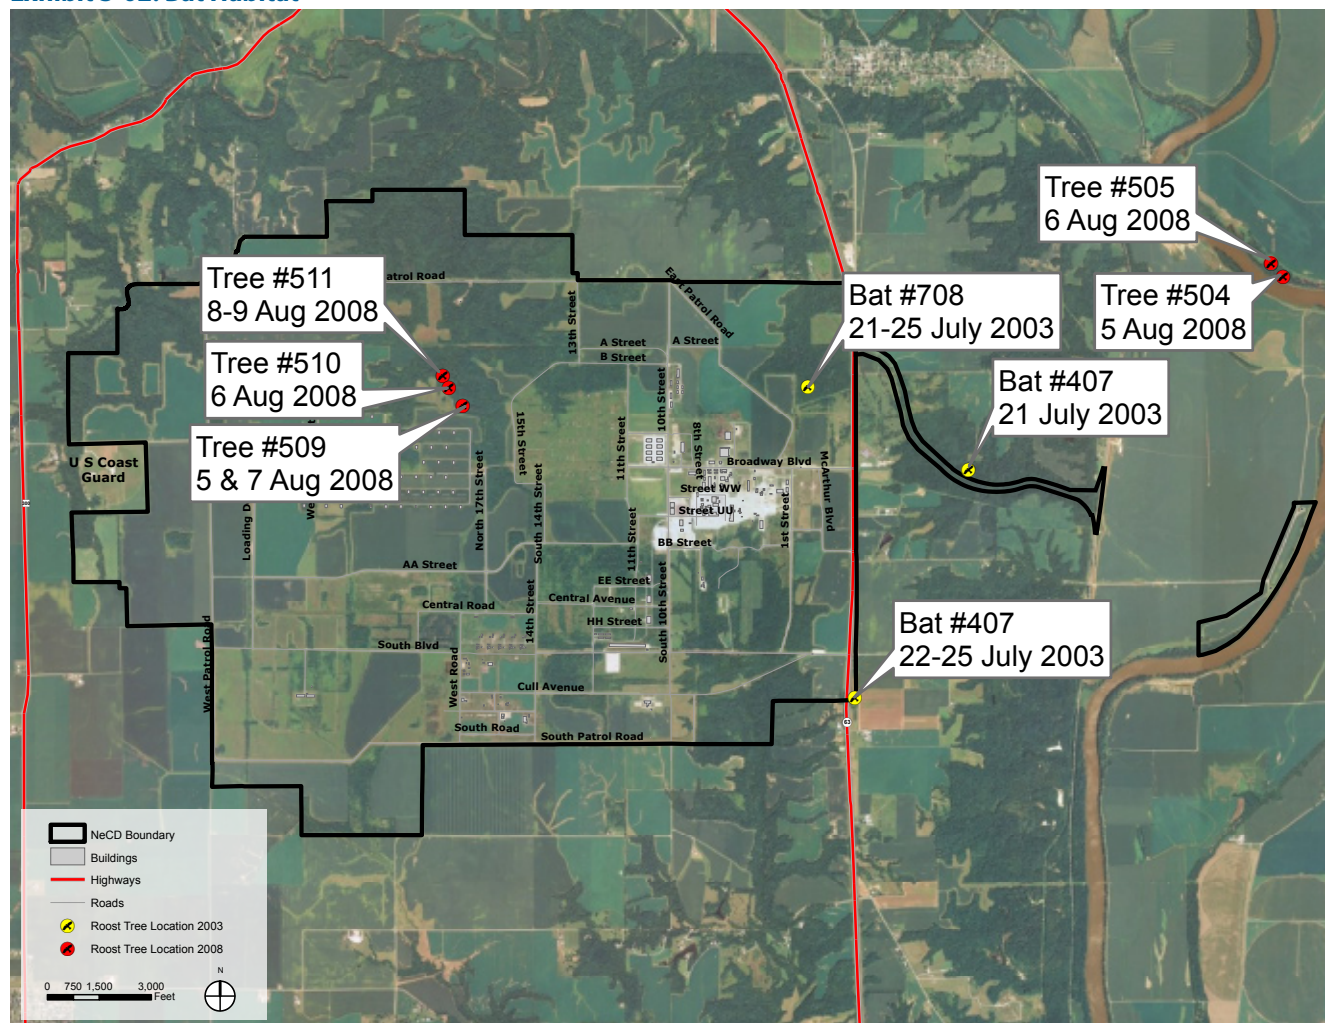 Tree #505
6 Aug 2008
Tree #504
5 Aug 2008
Tree #511
8-9 Aug 2008
atrol Road
East Patrol Road
Bat #708
21-25 July 2003
13th Street
A Street
A Street
B Street
Tree #510
6 Aug 2008
Bat #407
21 July 2003
10th Street
15th Street
11th Street
8th Street
Tree #509
5 & 7 Aug 2008
U S Coast
Guard
Broadway Blvd
McArthur Blvd
Street WW
Street UU
1st Street
North 17th Street
South 14th Street
Loading D
We
11th Street
BB Street
AA Street
EE Street
Central Avenue
Central Road
HH Street
14th Street
South 10th Street
Bat #407
22-25 July 2003
South Blvd
West Patrol Road
West Road
Cull Avenue
South Road
South Patrol Road
63
NeCD Boundary
Buildings
Highways
Roads
Roost Tree Location 2003
Roost Tree Location 2008
N
0 750 1,500 3,000
Feet